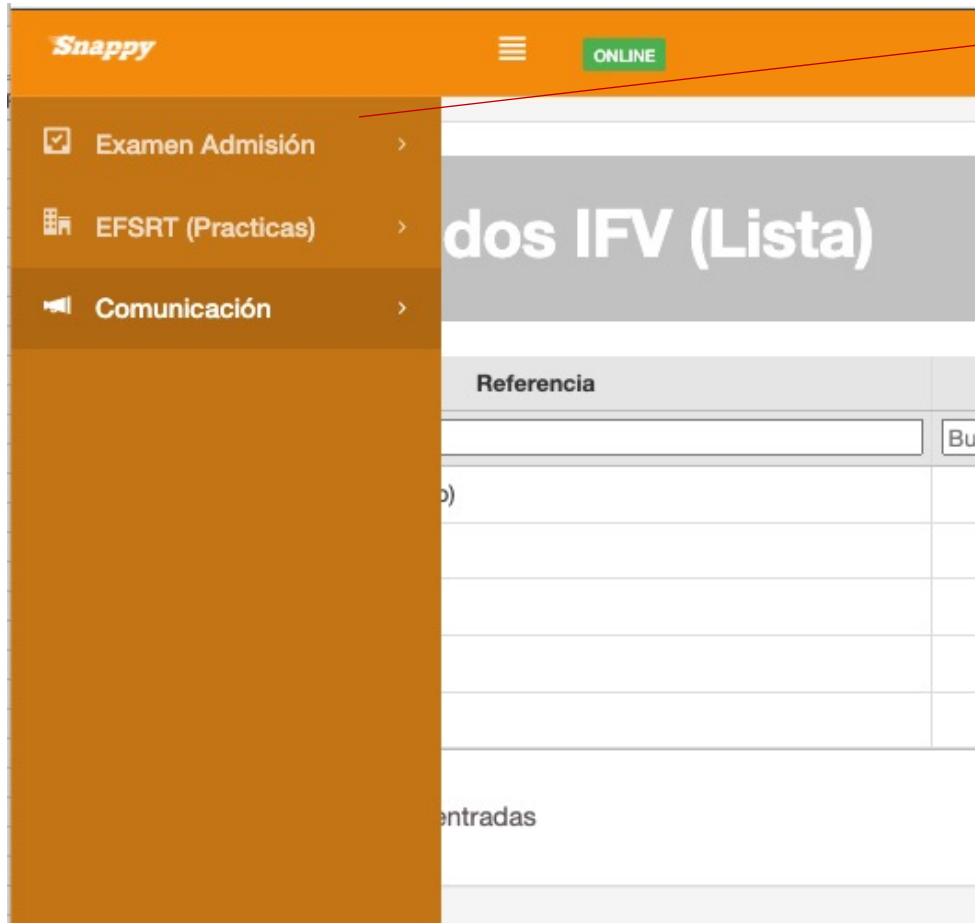 Snappy
ONLINE
Examen Admisión
EFSRT (Practicas)
Comunicación
dos IFV (Lista)
Referencia
Bu
o)
entradas